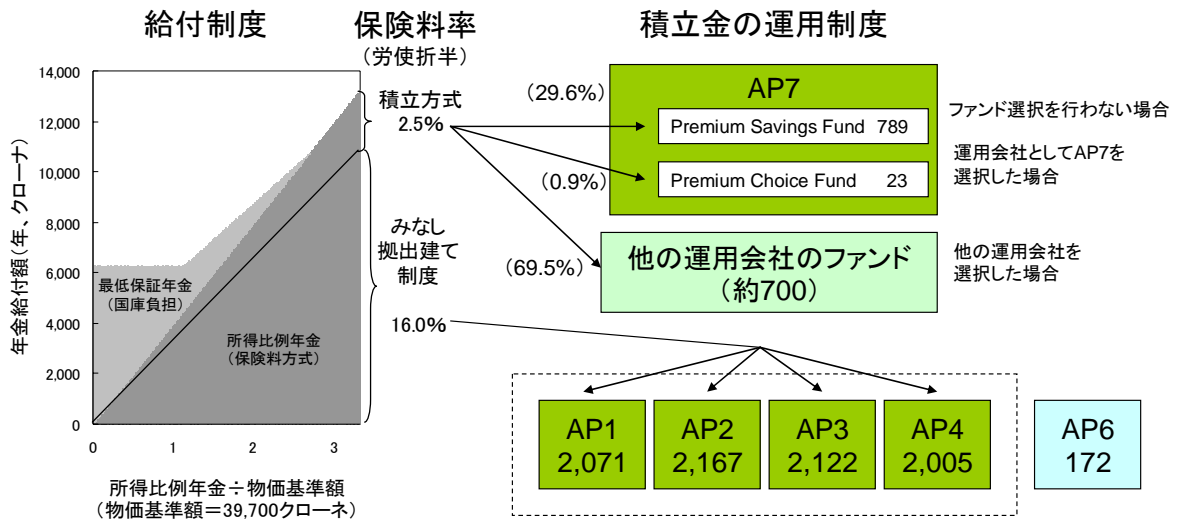 給付制度
保険料率
(労使折半)
積立金の運用制度
年金給付額(年、クローナ)
14,000
12,000
10,000
8,000
6,000
4,000
2,000
0
0
1
2
3
最低保証年金
(国庫負担)
所得比例年金
(保険料方式)
所得比例年金÷物価基準額
(物価基準額=39,700クローネ)
積立方式
2.5%
みなし
拠出建て
制度
16.0%
(29.6%)
(0.9%)
(69.5%)
AP7
Premium Savings Fund 789
Premium Choice Fund 23
ファンド選択を行わない場合
運用会社としてAP7を
選択した場合
他の運用会社のファンド
(約700)
他の運用会社を
選択した場合
AP1
2,071
AP2
2,167
AP3
2,122
AP4
2,005
AP6
172